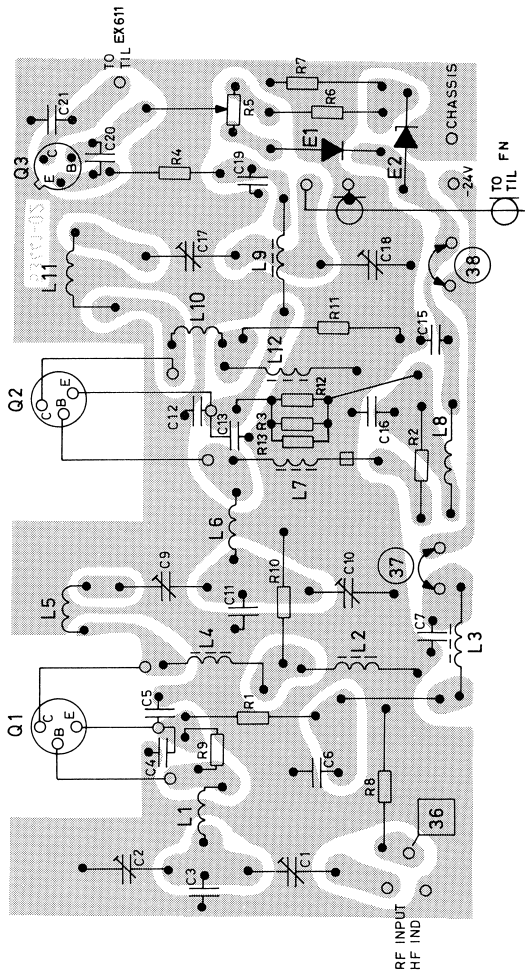 Q1
Q2
Q3
C
B
E
C
B
E
C
B
E
C21
C20
TO
TIL EX611
L5
L11
C2
C4
C5
C9
C12
C17
R4
L1
R9
L4
L6
C13
L10
C3
R1
C11
R13
R3
R12
L12
L9
C19
R5
C1
C6
R10
L7
R11
E1
R6
R7
L2
C10
C16
C18
E2
R8
C7
R2
C15
36
L3
37
L8
38
-24V
CHASSIS
RF INPUT
HF IND
TO
TIL FN